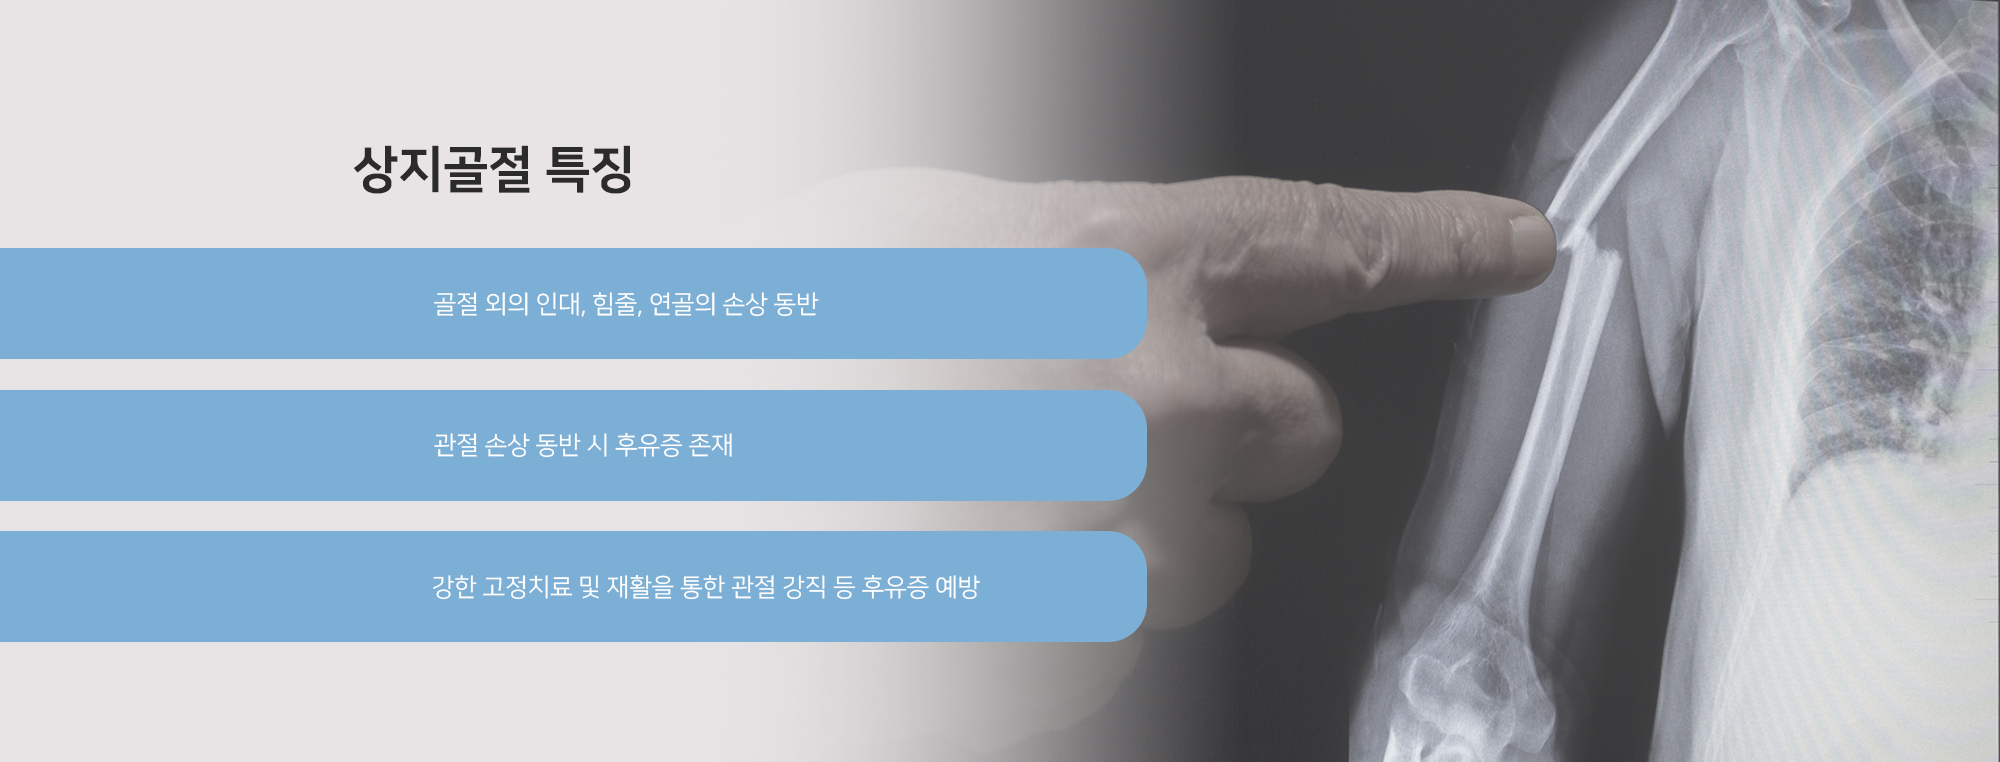 상지골절 특징
골절 외의 인대, 힘줄, 연골의 손상 동반
관절 손상 동반 시 후유증 존재
강한 고정치료 및 재활을 통한 관절 강직 등 후유증 예방